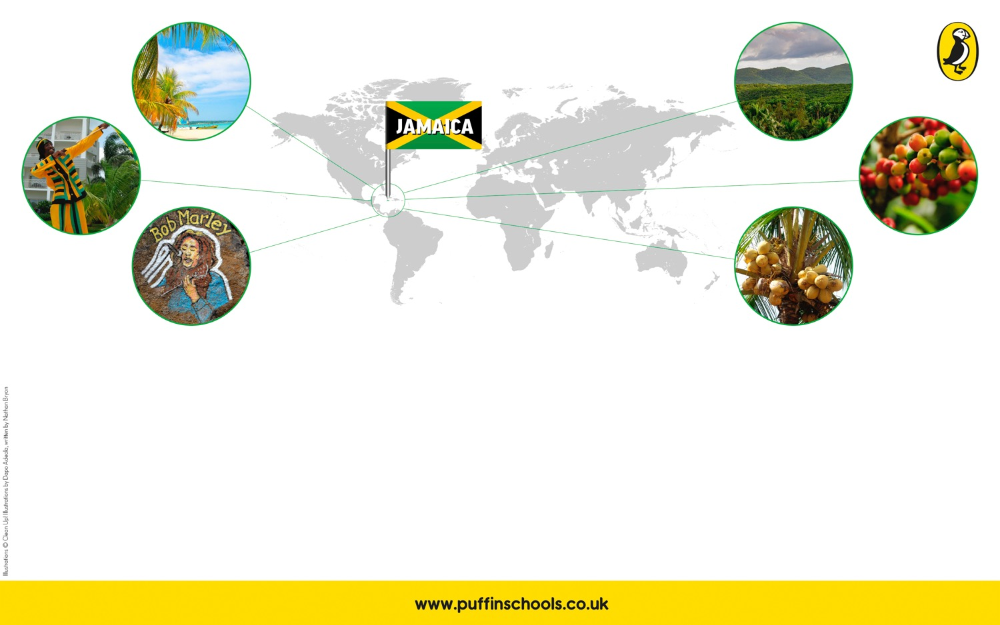 JAMAICA
Bob Marley
Illustrations © Clean Up! Illustrations by Dapo Adeola, written by Nathan Bryon
www.puffinschools.co.uk